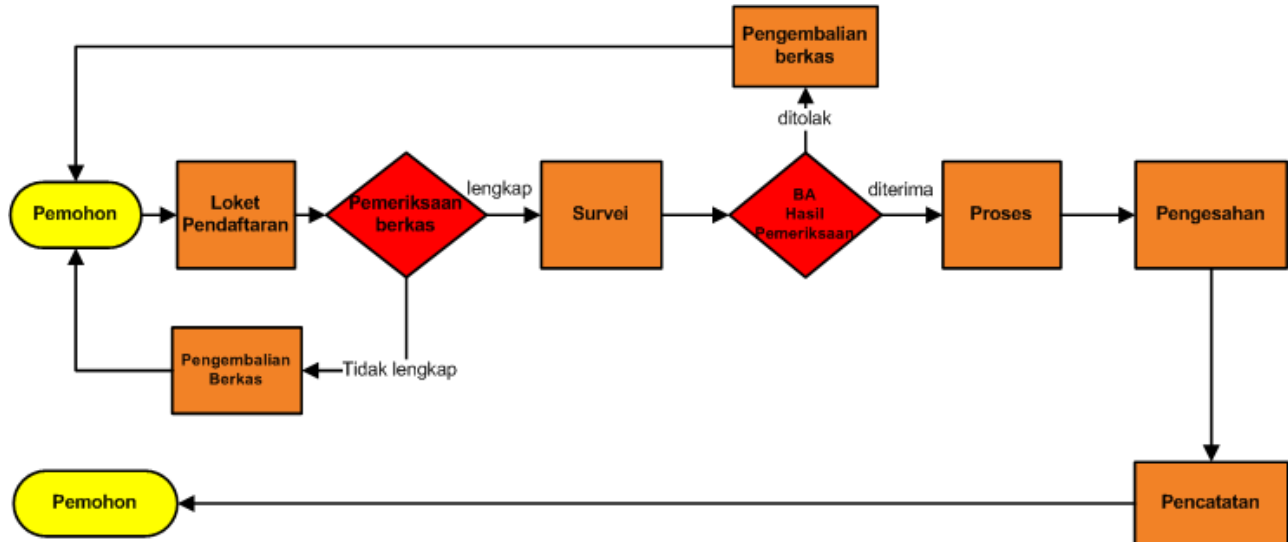 Pengembalian
berkas
ditolak
Pemohon
Loket
Pendaftaran
Pemeriksaan
berkas
lengkap
Survei
BA
Hasil
Pemeriksaan
diterima
Proses
Pengesahan
Pengembalian
Berkas
Tidak lengkap
Pemohon
Pencatatan